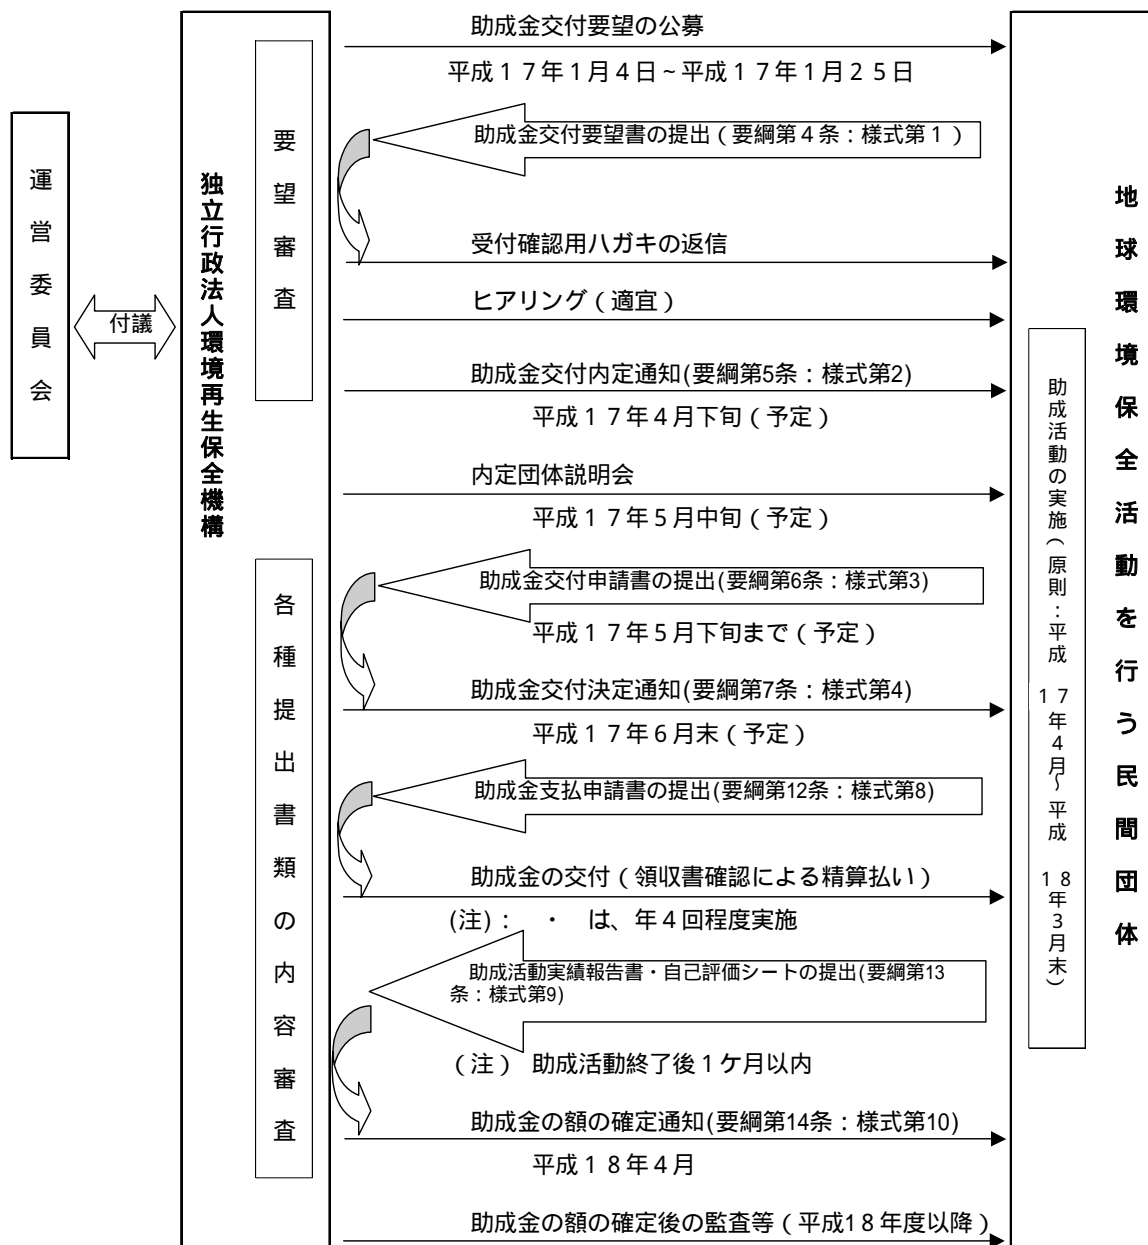 運営委員会
付議
独立行政法人環境再生保全機構
要望審査
各種提出書類の内容審査
助成金交付要望の公募
平成１７年１月４日～平成１７年１月２５日
助成金交付要望書の提出（要綱第４条：様式第１）
受付確認用ハガキの返信
ヒアリング（適宜）
助成金交付内定通知(要綱第5条：様式第2)
平成１７年４月下旬（予定）
内定団体説明会
平成１７年５月中旬（予定）
助成金交付申請書の提出(要綱第6条：様式第3)
平成１７年５月下旬まで（予定）
助成金交付決定通知(要綱第7条：様式第4)
平成１７年６月末（予定）
助成金支払申請書の提出(要綱第12条：様式第8)
助成金の交付（領収書確認による精算払い）
(注)：　・　は、年４回程度実施
助成活動実績報告書・自己評価シートの提出(要綱第13
条：様式第9)
（注）　助成活動終了後１ケ月以内
助成金の額の確定通知(要綱第14条：様式第10)
平成１８年４月
助成金の額の確定後の監査等（平成18年度以降）
助成活動の実施（原則：平成　17年４月～平成　18年３月末）
地球環境保全活動を行う民間団体